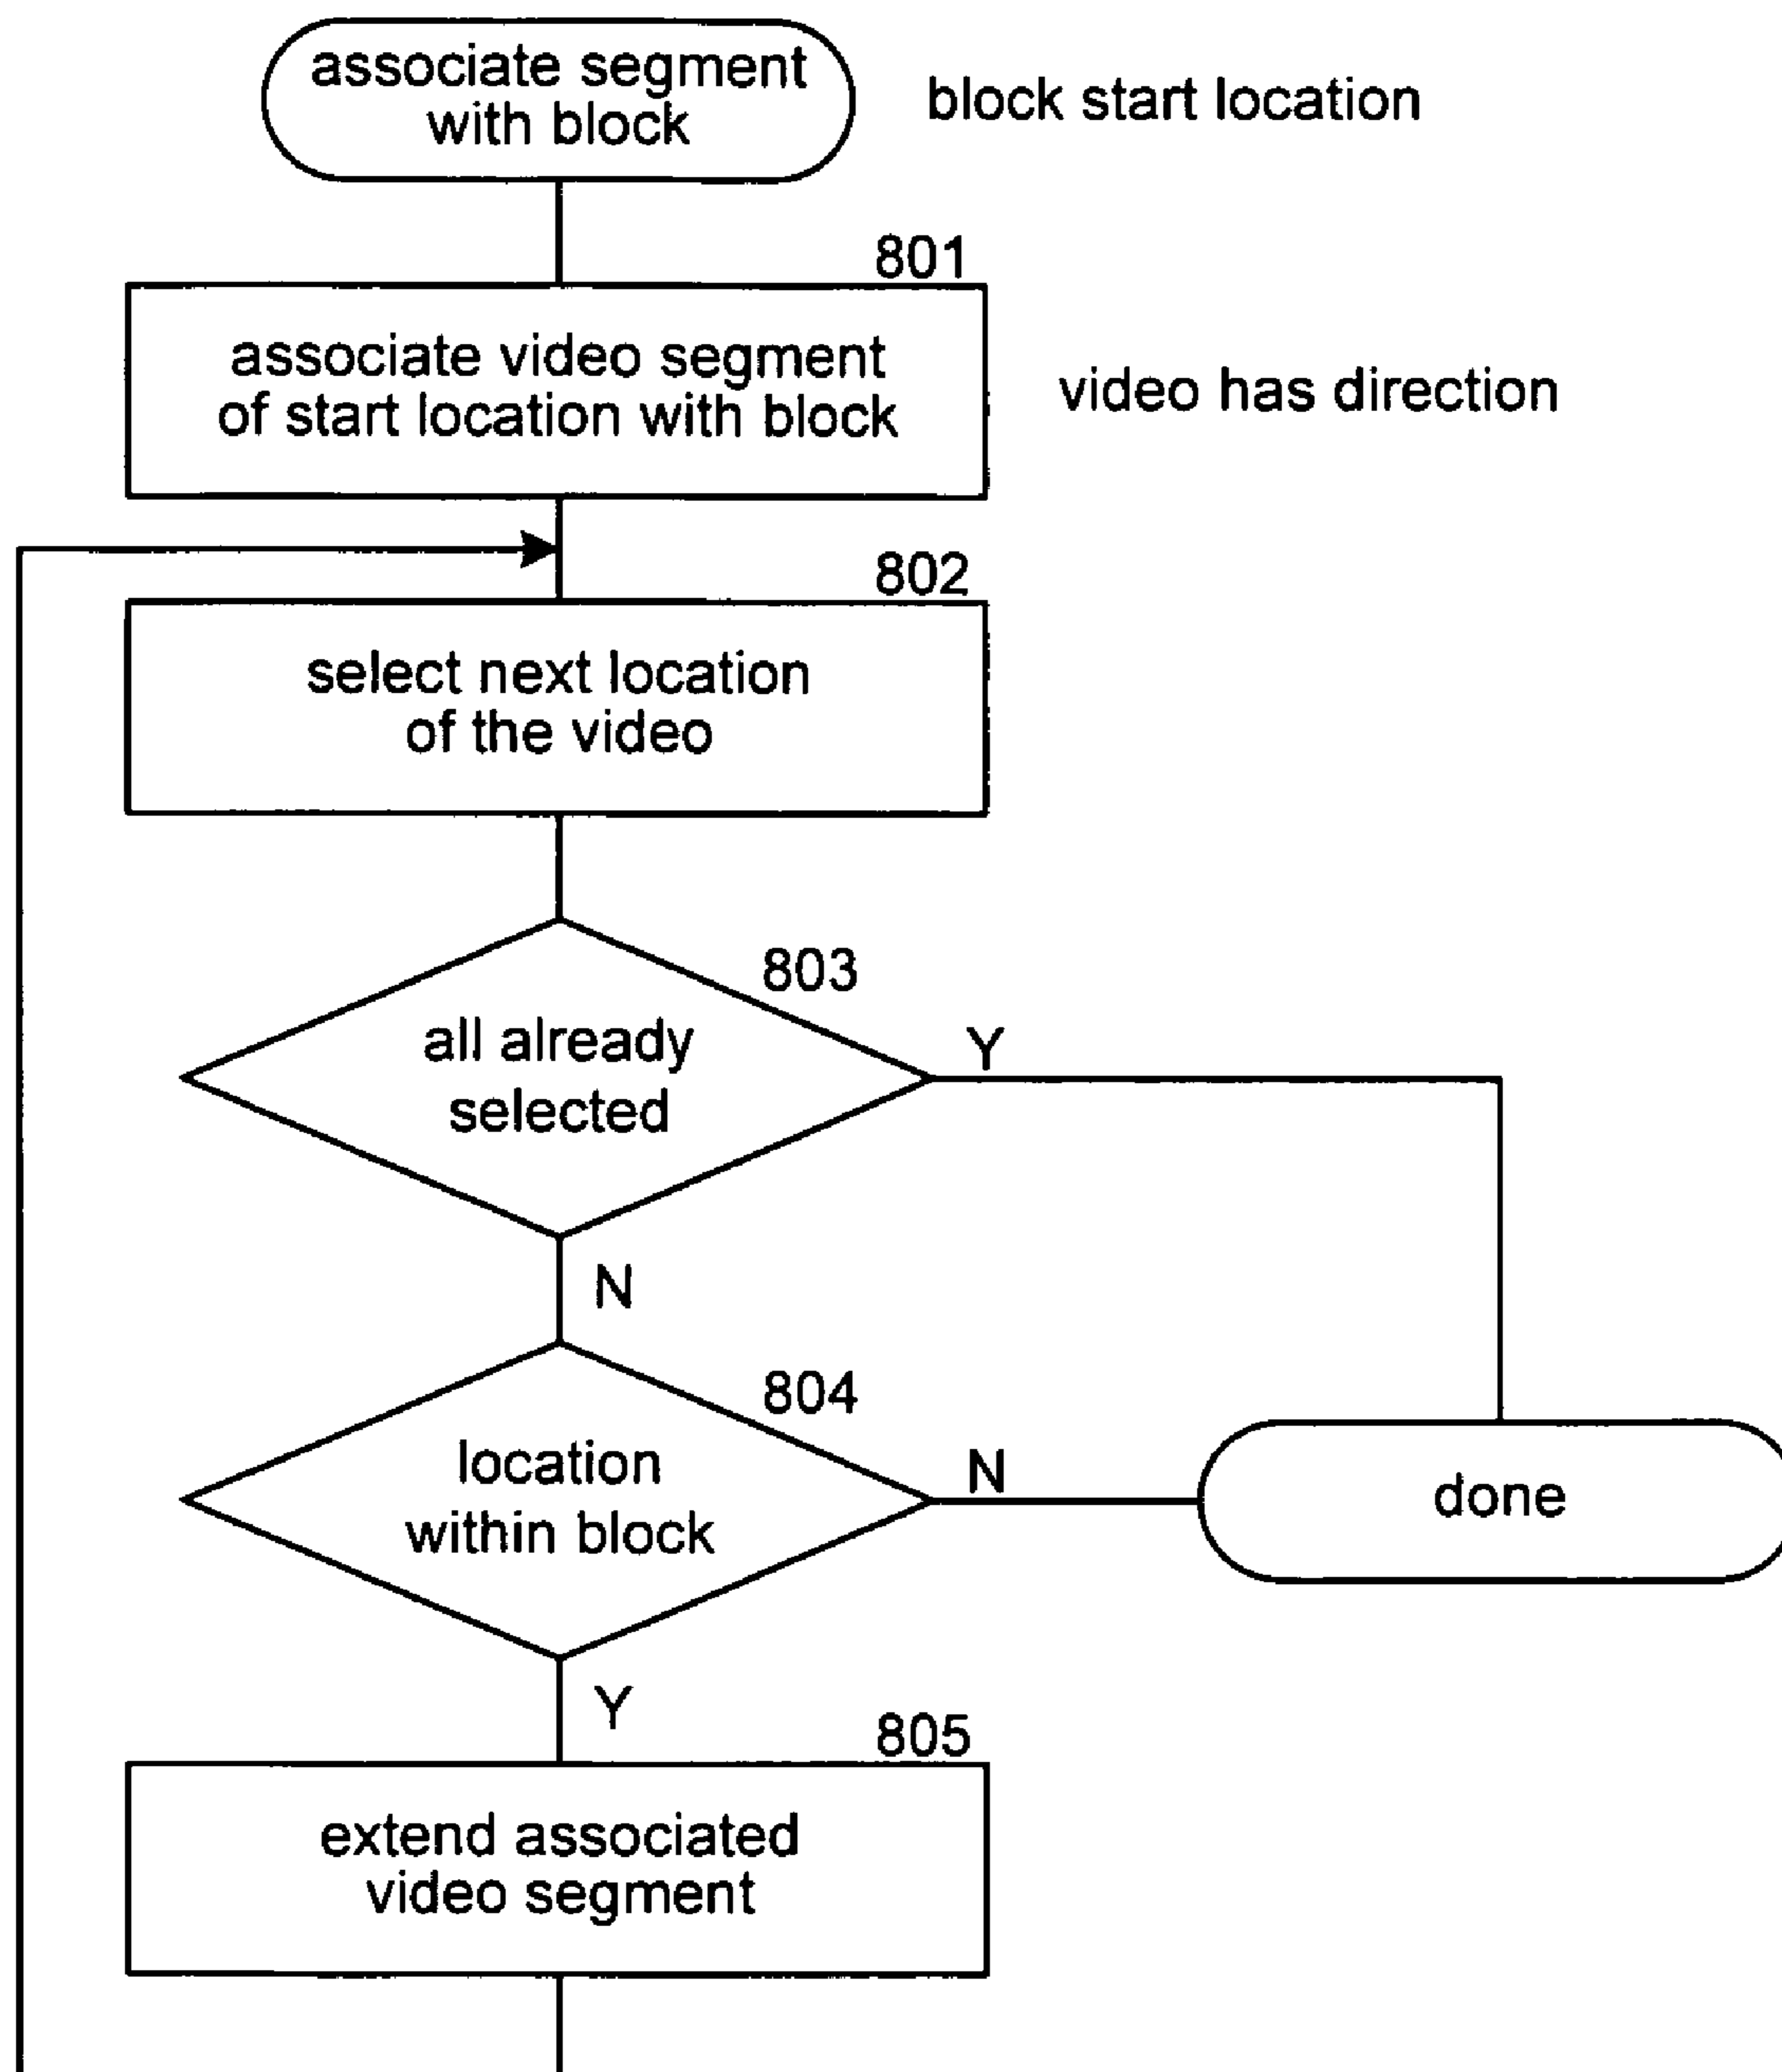 associate segment
with block
block start location
801
associate video segment
of start location with block
video has direction
802
select next location
of the video
803
all already
selected
Y
N
804
location
within block
N
done
Y
805
extend associated
video segment